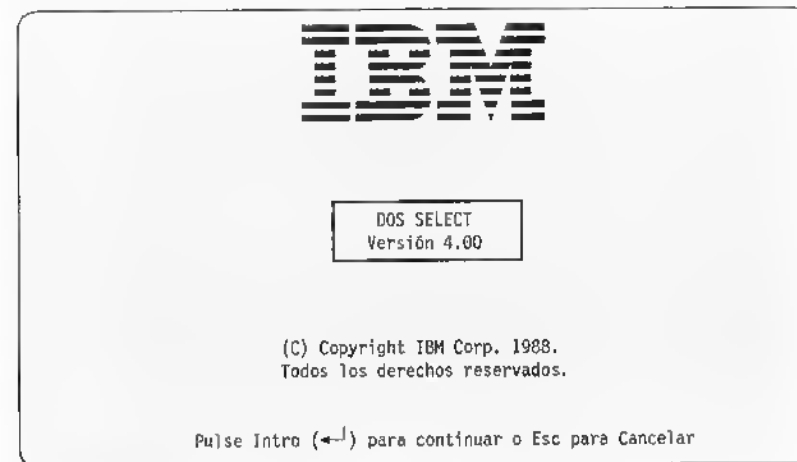 IBM
DOS SELECT
Versión 4.00
(C) Copyright IBM Corp. 1988.
Todos los derechos reservados.
Pulse Intro (◄─┘) para continuar o Esc para Cancelar